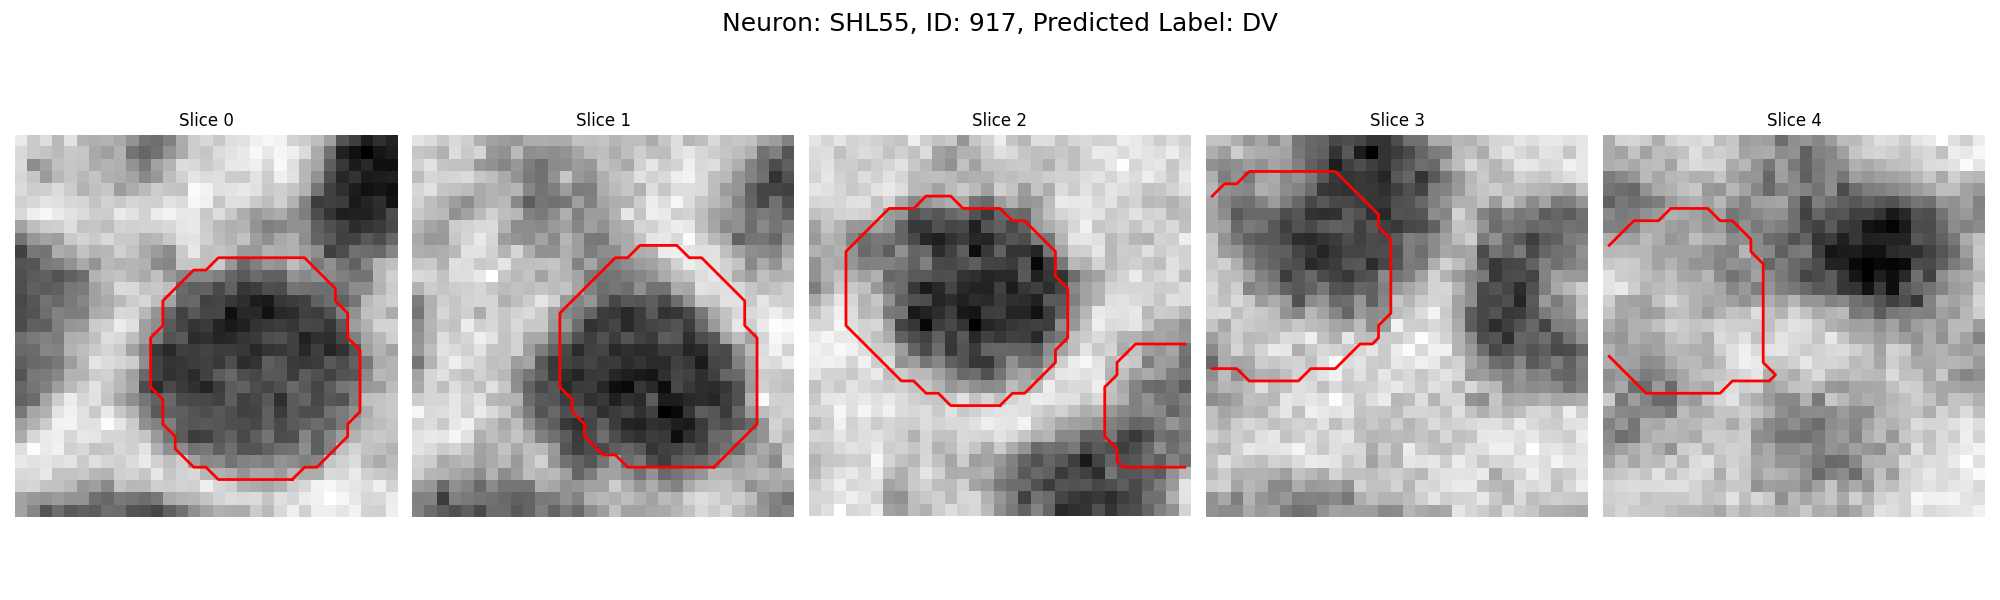 Neuron: SHL55, ID: 917, Predicted Label: DV
Slice 0
Slice 1
Slice 2
Slice 3
Slice 4